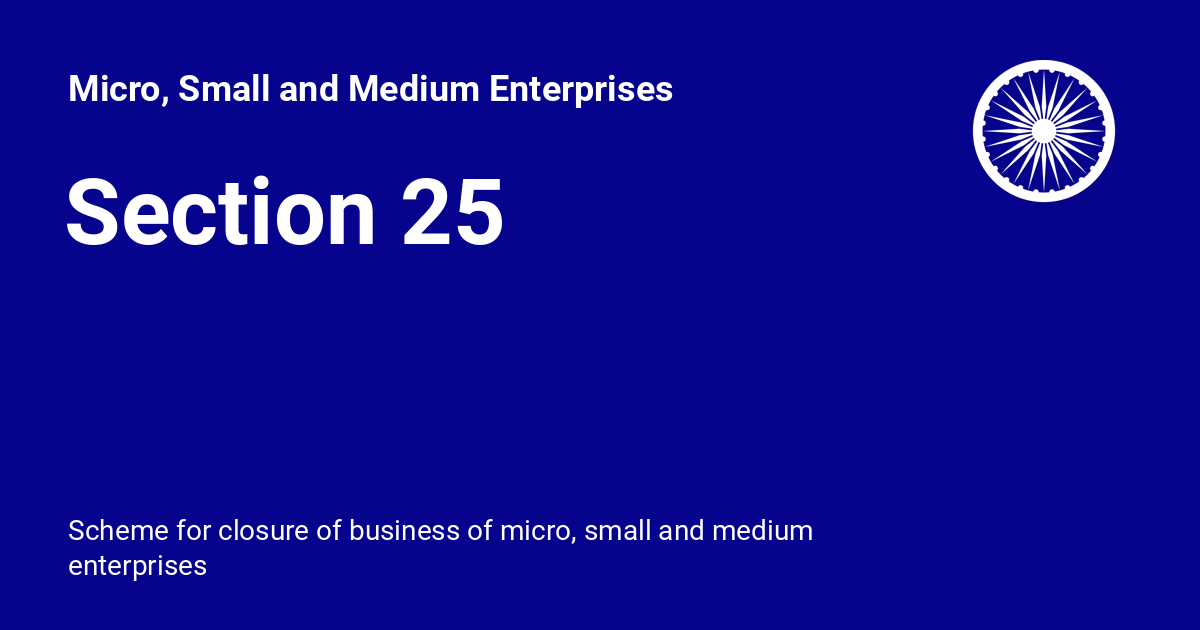 Micro, Small and Medium Enterprises
Section 25
Scheme for closure of business of micro, small and medium
enterprises